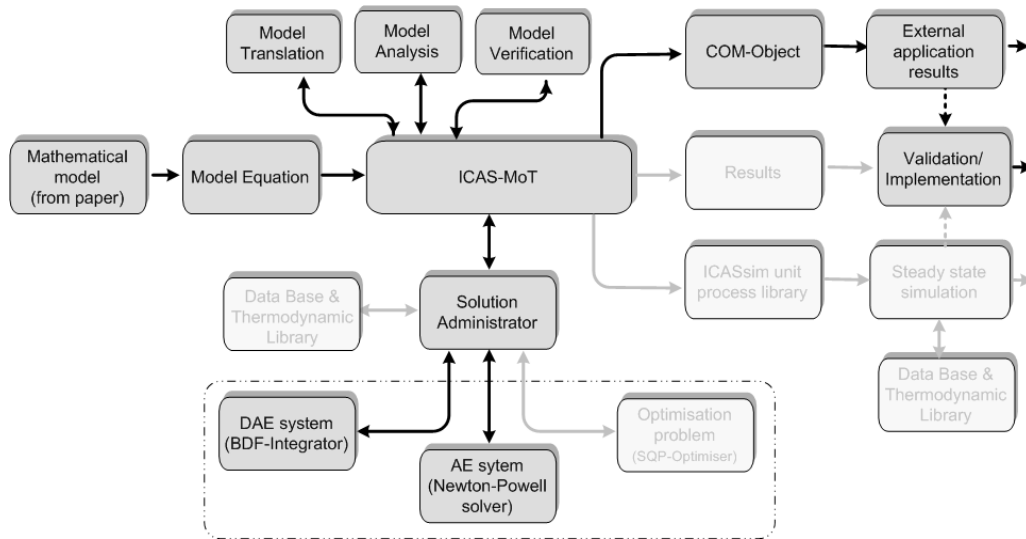 Model
Translation
Model
Analysis
Model
Verification
COM-Object
External
application
results
Mathematical
model
(from paper)
Model Equation
ICAS-MoT
Results
Validation/
Implementation
Data Base &
Thermodynamic
Library
Solution
Administrator
ICASsim unit
process library
Steady state
simulation
Data Base &
Thermodynamic
Library
DAE system
(BDF-Integrator)
AE sytem
(Newton-Powell
solver)
Optimisation
problem
(SQP-Optimiser)